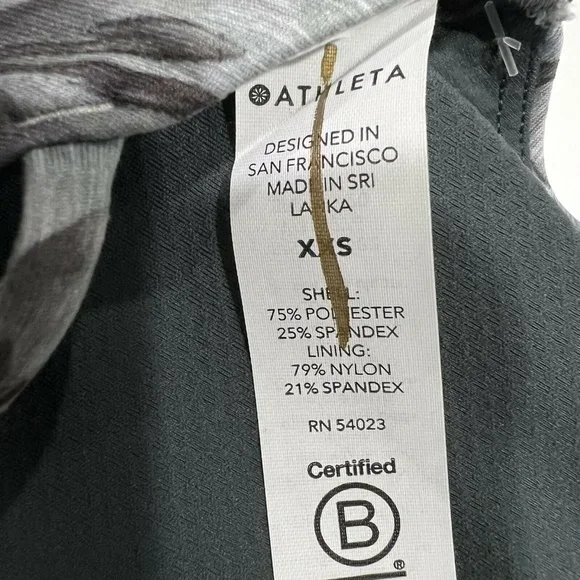 ATHLETA
DESIGNED IN
SAN FRANCISCO
MADE IN SRI
LANKA
XXS
SHELL:
75% POLYESTER
25% SPANDEX
LINING:
79% NYLON
21% SPANDEX
RN 54023
Certified
B
®